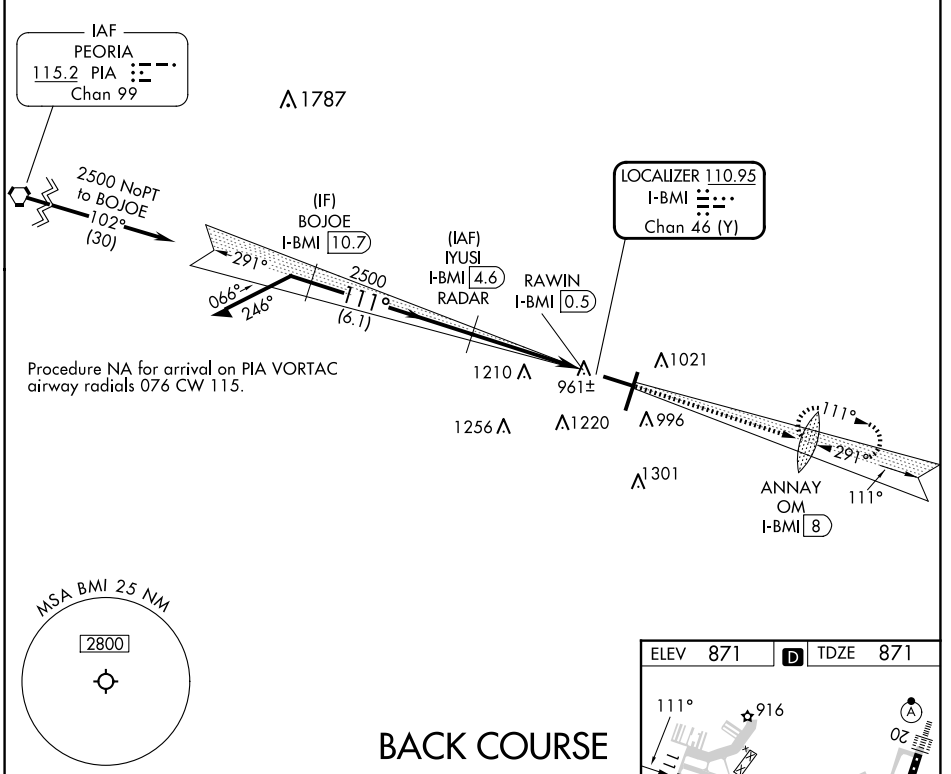 IAF
PEORIA
115.2 PIA
Chan 99
1787
2500 NoPT
to BOJOE
102°
(30)
(IF)
BOJOE
I-BMI 10.7
(IAF)
IYUSI
I-BMI 4.6
RADAR
RAWIN
I-BMI 0.5
LOCALIZER 110.95
I-BMI
Chan 46 (Y)
291°
2500
111°
(6.1)
066°
246°
Procedure NA for arrival on PIA VORTAC
airway radials 076 CW 115.
1210
961±
1021
1256
1220
996
1301
111°
291°
111°
ANNAY
OM
I-BMI 8
MSA BMI 25 NM
2800
BACK COURSE
ELEV 871 D TDZE 871
111°
916
A
20
11